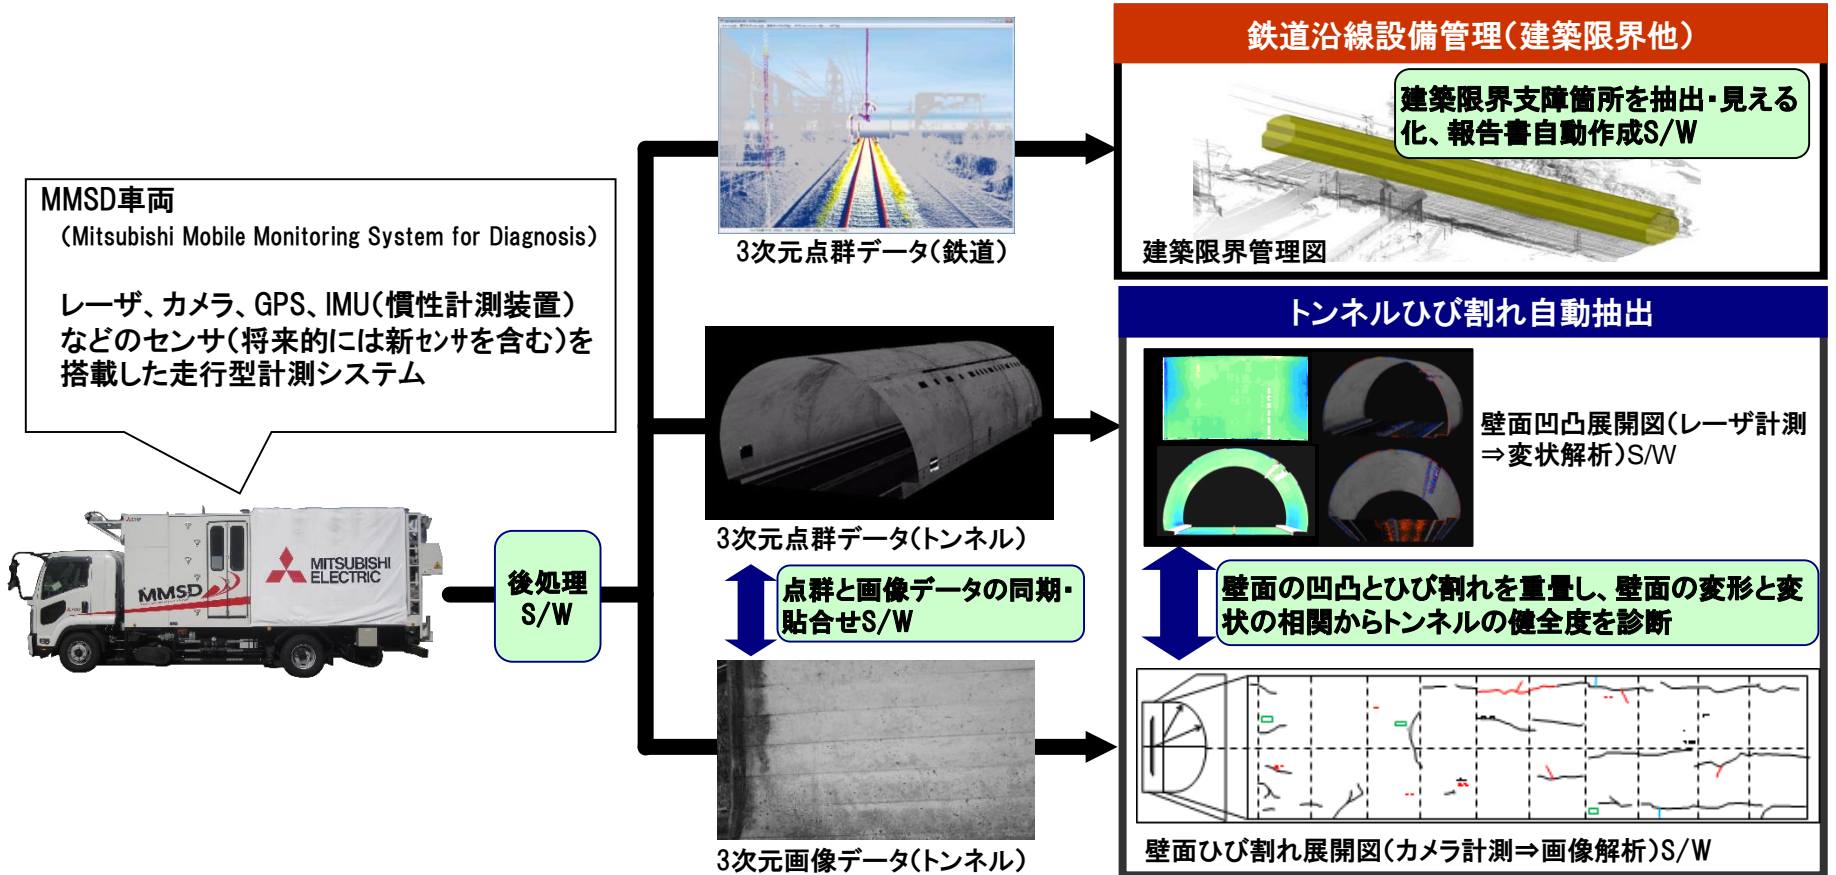 鉄道沿線設備管理(建築限界他)
建築限界支障箇所を抽出・見える
化、報告書自動作成S/W
建築限界管理図
3次元点群データ(鉄道)
MMSD車両
(Mitsubishi Mobile Monitoring System for Diagnosis)
レーザ、カメラ、GPS、IMU(慣性計測装置)
などのセンサ(将来的には新センサを含む)を
搭載した走行型計測システム
トンネルひび割れ自動抽出
壁面凹凸展開図(レーザ計測
⇒変状解析)S/W
3次元点群データ(トンネル)
MITSUBISHI
ELECTRIC
MMSD
後処理
S/W
点群と画像データの同期・
貼合せS/W
壁面の凹凸とひび割れを重畳し、壁面の変形と変
状の相関からトンネルの健全度を診断
3次元画像データ(トンネル)
壁面ひび割れ展開図(カメラ計測⇒画像解析)S/W